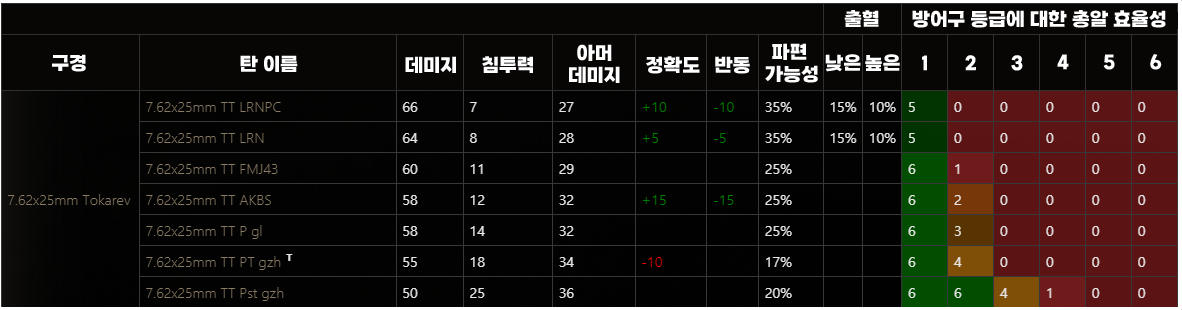 출혈 방어구 등급에 대한 총알 효율성
구경 탄 이름 데미지 침투력 아머 데미지 정확도 반동 파편 가능성 낮은 높은 1 2 3 4 5 6
7.62x25mm TT LRNPC 66 7 27 +10 -10 35% 15% 10% 5 0 0 0 0 0
7.62x25mm TT LRN 64 8 28 +5 -5 35% 15% 10% 5 0 0 0 0 0
7.62x25mm TT FMJ43 60 11 29 25% 6 1 0 0 0 0
7.62x25mm Tokarev 7.62x25mm TT AKBS 58 12 32 +15 -15 25% 6 2 0 0 0 0
7.62x25mm TT P gl 58 14 32 25% 6 3 0 0 0 0
7.62x25mm TT PT gzh T 55 18 34 -10 17% 6 4 0 0 0 0
7.62x25mm TT Pst gzh 50 25 36 20% 6 6 4 1 0 0